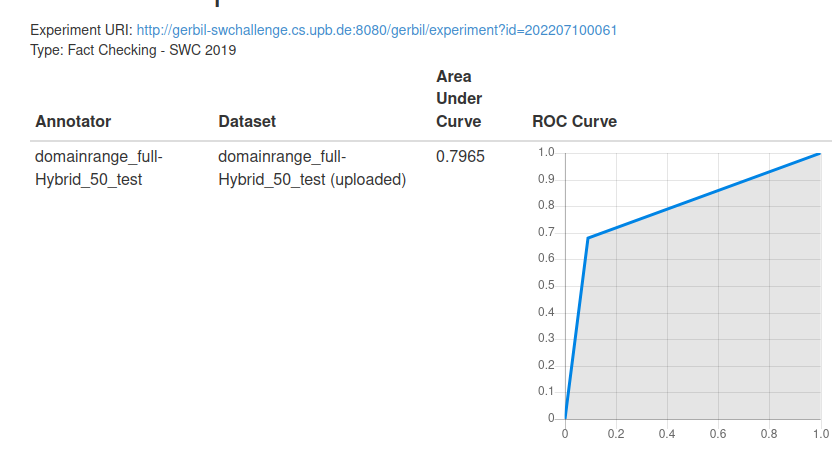 Experiment URI: http://gerbil-swchallenge.cs.upb.de:8080/gerbil/experiment?id=202207100061
Type: Fact Checking - SWC 2019
Area
Under
Annotator Dataset Curve ROC Curve
domainrange_full- domainrange_full- 0.7965
Hybrid_50_test Hybrid_50_test (uploaded)
1.0
0.9
0.8
0.7
0.6
0.5
0.4
0.3
0.2
0.1
0
0 0.2 0.4 0.6 0.8 1.0